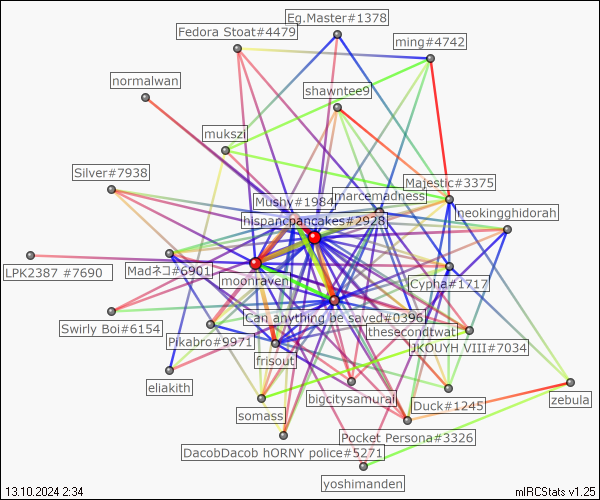 Eg.Master#1378
Fedora Stoat#4479
ming#4742
normalwan
shawntee9
mukszi
Silver#7938
Majestic#3375
marcemadness
Mushy#1984
neokingghidorah
hispancpancakes#2928
LPK2387 #7690
Madネコ#6901
moonraven
Cypha#1717
Can anything be saved#0396
Swirly Boi#6154
thesecondtwat
Pikabro#9971
JKOUYH VIII#7034
frisout
eliakith
bigcitysamurai
zebula
somass
Duck#1245
Pocket Persona#3326
DacobDacob hORNY police#5271
yoshimanden
13.10.2024 2:34
mIRCStats v1.25